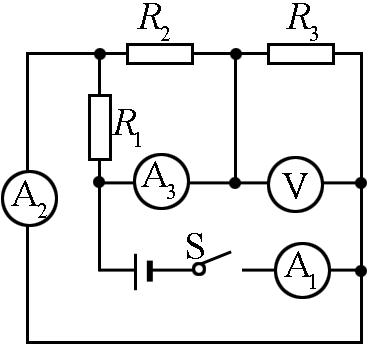 R₂ R₃
R₁
A₂ A₃ V
S A₁